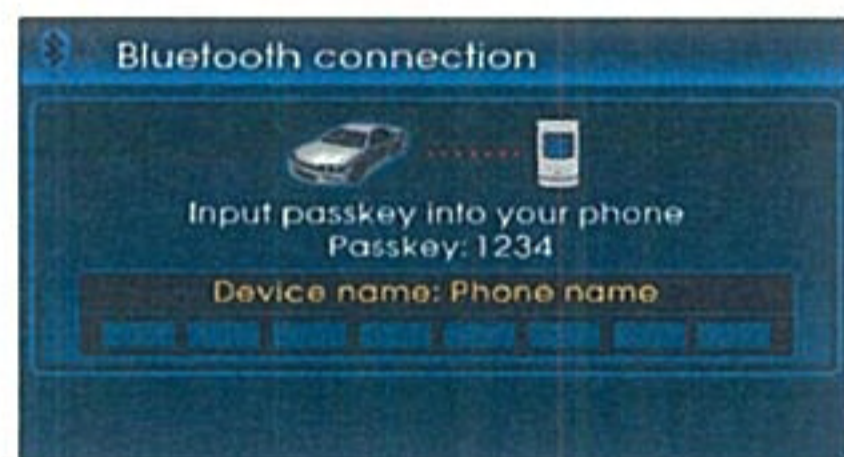 Bluetooth connection
Input passkey into your phone
Passkey: 1234
Device name: Phone name